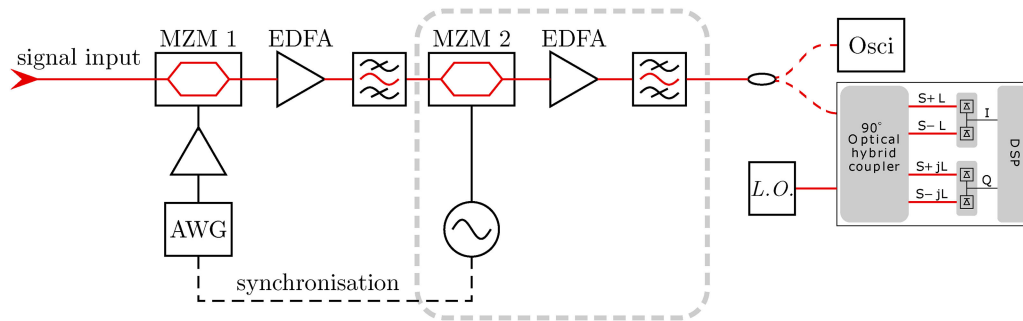 signal input
MZM 1
EDFA
MZM 2
EDFA
Osci
AWG
synchronisation
L.O.
90°
Optical
hybrid
coupler
S+L
S−L
S+jL
S−jL
I
Q
DSP